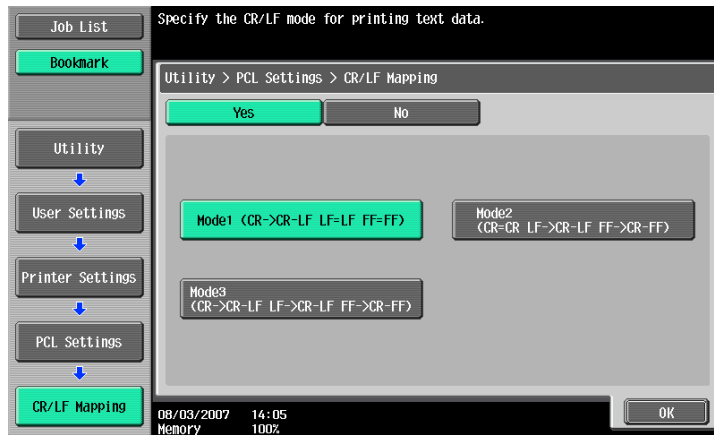 Job List
Bookmark
Utility
User Settings
Printer Settings
PCL Settings
CR/LF Mapping
Specify the CR/LF mode for printing text data.
Utility > PCL Settings > CR/LF Mapping
Yes No
Mode1 (CR->CR-LF LF=LF FF=FF)
Mode2
(CR=CR LF->CR-LF FF->CR-FF)
Mode3
(CR->CR-LF LF->CR-LF FF->CR-FF)
08/03/2007 14:05
Memory 100%
OK